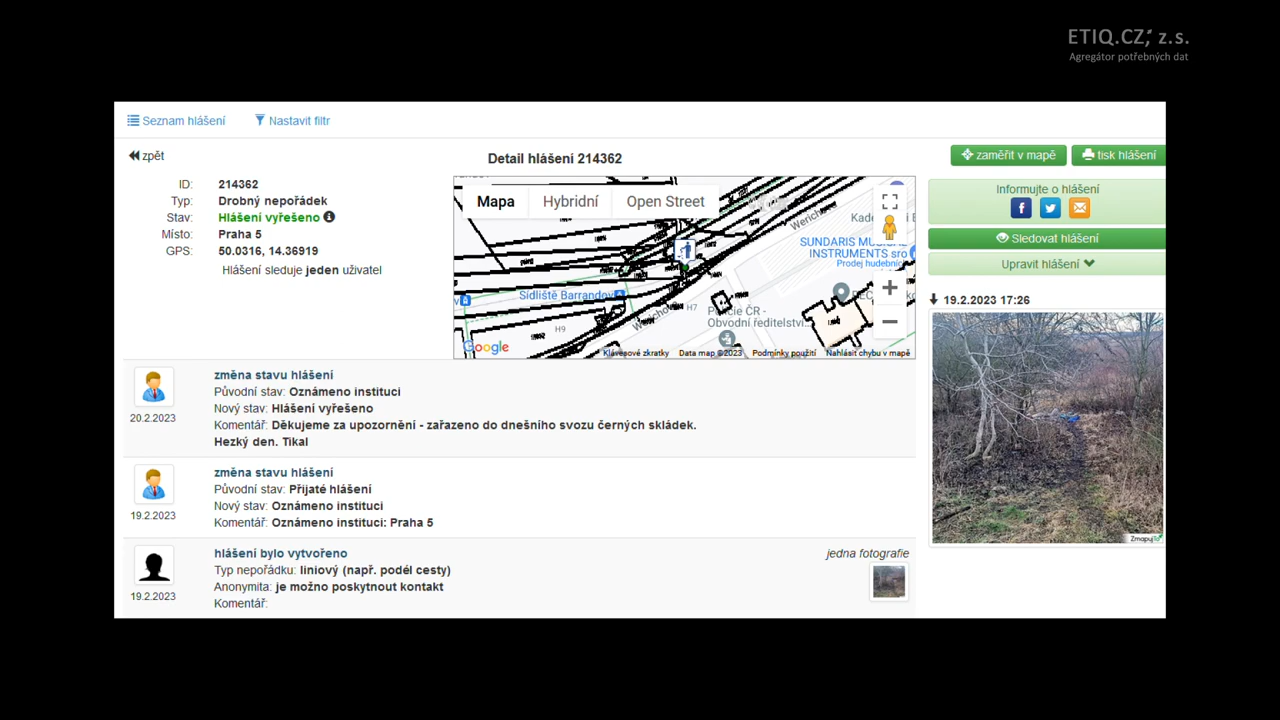 ETIQ.CZ, z.s.
Agregátor potřebných dat
Seznam hlášení
Nastavit filtr
zpět
Detail hlášení 214362
zaměřit v mapě
tisk hlášení
ID: 214362
Typ: Drobný nepořádek
Stav: Hlášení vyřešeno
Místo: Praha 5
GPS: 50.0316, 14.36919
Hlášení sleduje jeden uživatel
Mapa
Hybridní
Open Street
Werich
SUNDARIS
INSTRUMENTS sro
Prodej hudebních
Sídliště Barrandov
H7
H9
Policie ČR -
Obvodní ředitelství...
Google
Klávesové zkratky
Data map ©2023
Podmínky použití
Nahlásit chybu v mapě
Informujte o hlášení
Sledovat hlášení
Upravit hlášení
19.2.2023 17:26
Zmapujto
změna stavu hlášení
Původní stav: Oznámeno instituci
Nový stav: Hlášení vyřešeno
20.2.2023
Komentář: Děkujeme za upozornění - zařazeno do dnešního svozu černých skládek.
Hezký den. Tikal
změna stavu hlášení
Původní stav: Přijaté hlášení
Nový stav: Oznámeno instituci
19.2.2023
Komentář: Oznámeno instituci: Praha 5
hlášení bylo vytvořeno
jedna fotografie
Typ nepořádku: liniový (např. podél cesty)
Anonymita: je možno poskytnout kontakt
19.2.2023
Komentář: